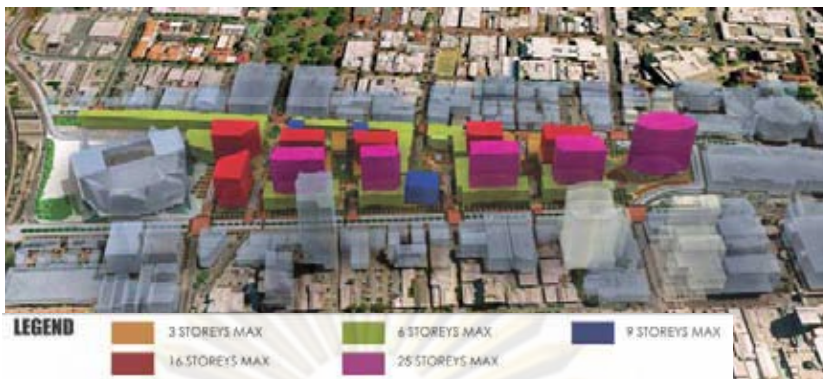 LEGEND
3 STOREYS MAX
6 STOREYS MAX
9 STOREYS MAX
16 STOREYS MAX
25 STOREYS MAX